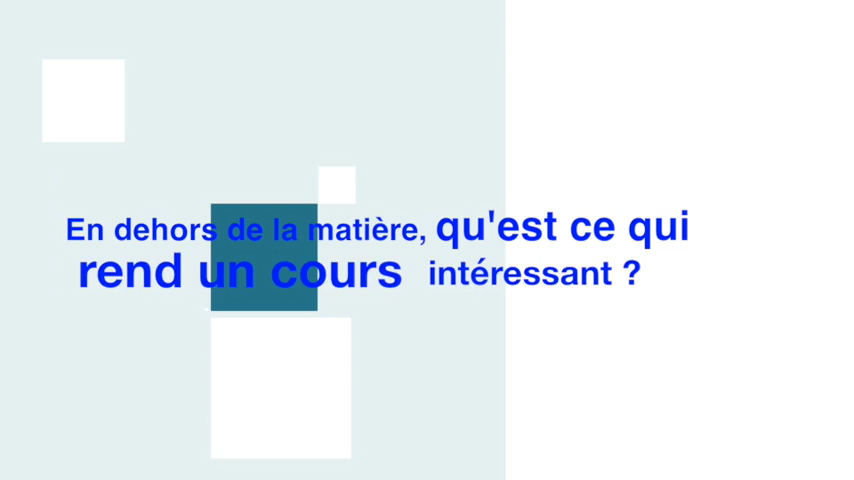 En dehors de la matière, qu'est ce qui
rend un cours intéressant ?